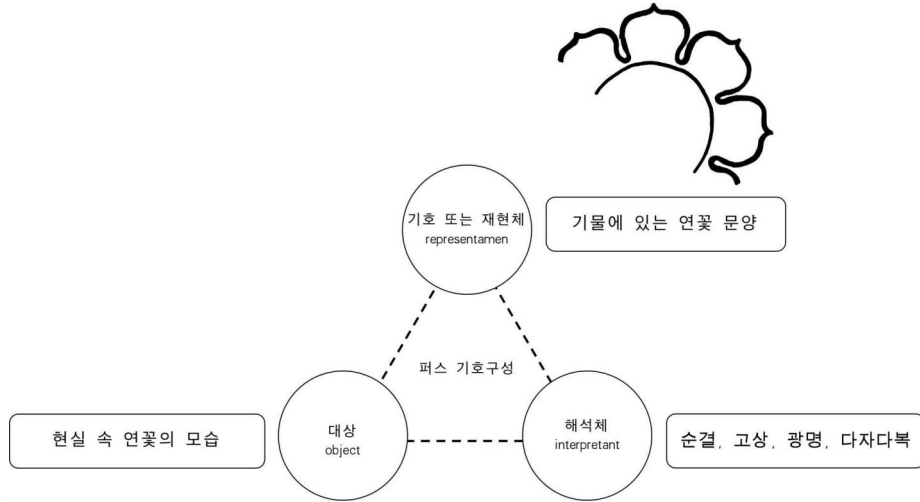 기호 또는 재현체
representamen
기물에 있는 연꽃 문양
퍼스 기호구성
현실 속 연꽃의 모습
대상
object
해석체
interpretant
순결, 고상, 광명, 다자다복